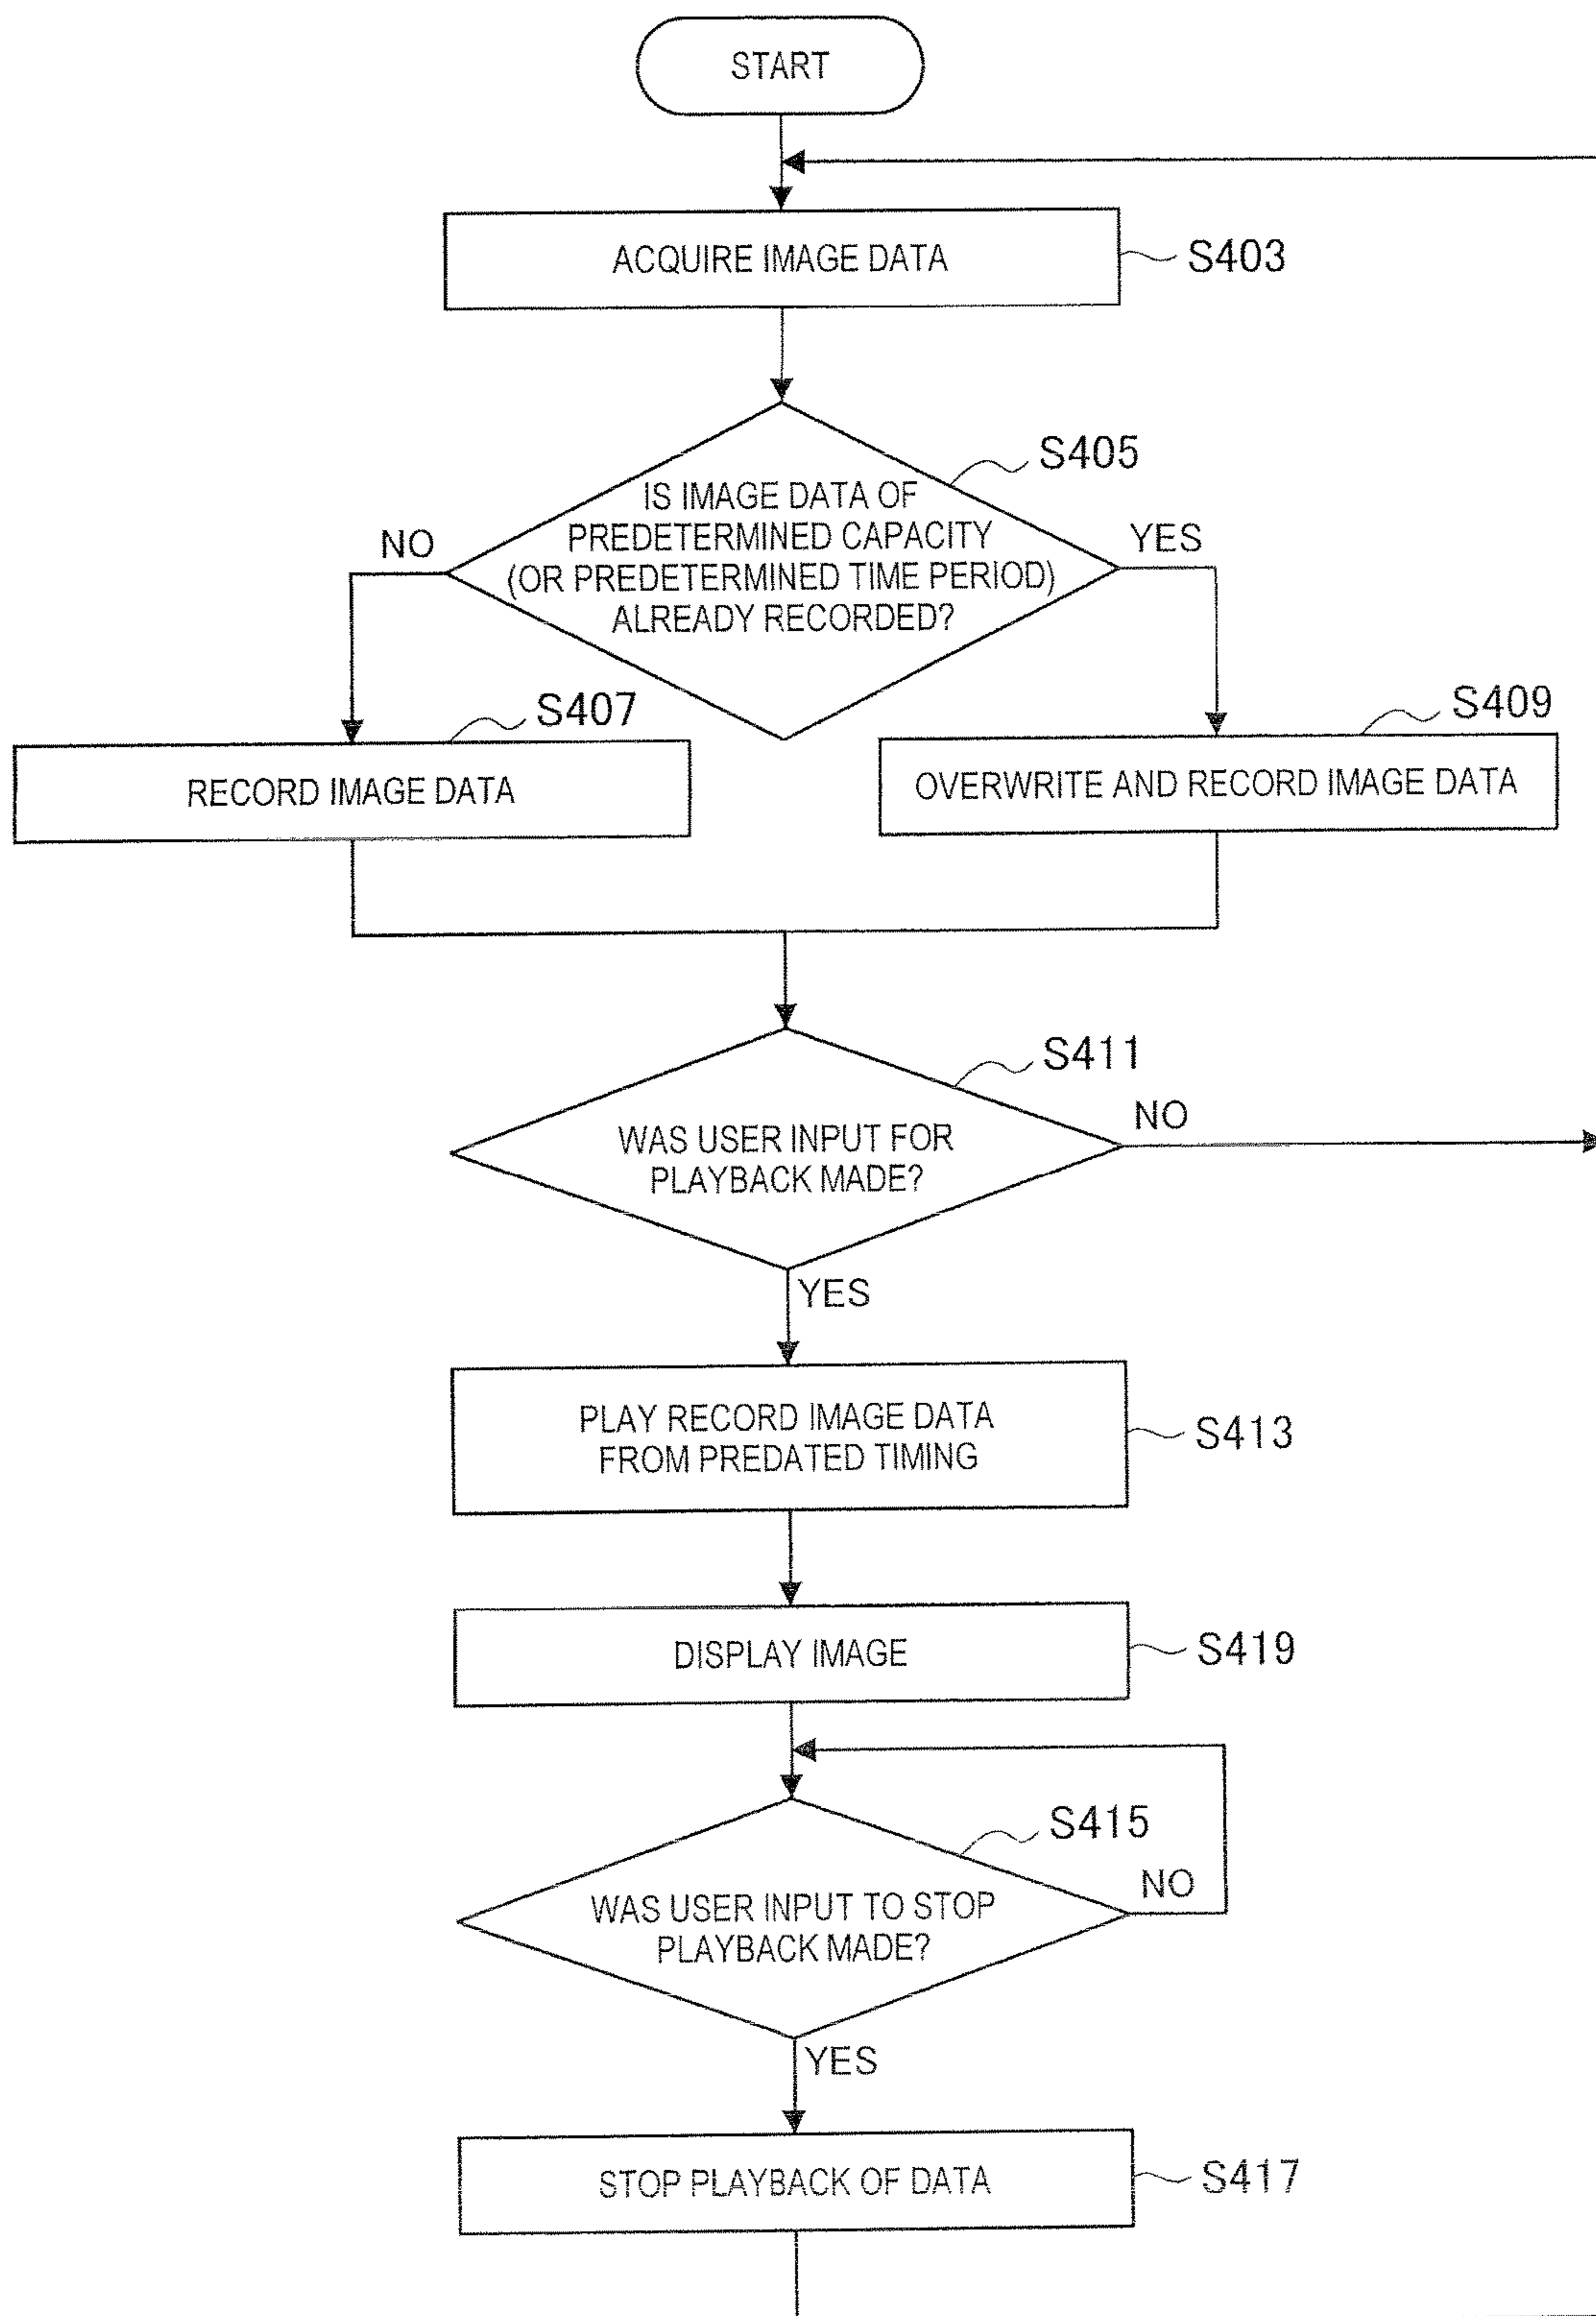 START
ACQUIRE IMAGE DATA
S403
S405
IS IMAGE DATA OF
PREDETERMINED CAPACITY
(OR PREDETERMINED TIME PERIOD)
ALREADY RECORDED?
NO
YES
S407
RECORD IMAGE DATA
S409
OVERWRITE AND RECORD IMAGE DATA
S411
WAS USER INPUT FOR
PLAYBACK MADE?
NO
YES
PLAY RECORD IMAGE DATA
FROM PREDATED TIMING
S413
DISPLAY IMAGE
S419
S415
WAS USER INPUT TO STOP
PLAYBACK MADE?
NO
YES
STOP PLAYBACK OF DATA
S417